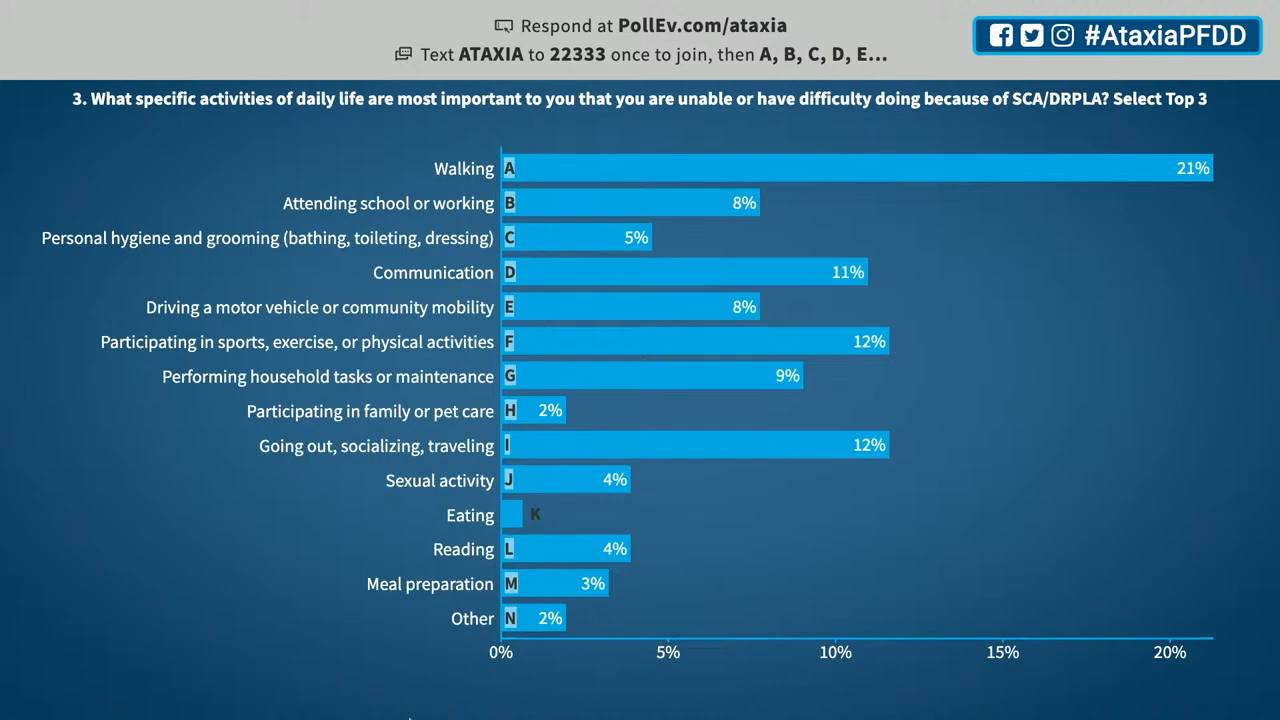 Respond at PollEv.com/ataxia
Text ATAXIA to 22333 once to join, then A, B, C, D, E...
#AtaxiaPFDD
3. What specific activities of daily life are most important to you that you are unable or have difficulty doing because of SCA/DRPLA? Select Top 3
Walking A 21%
Attending school or working B 8%
Personal hygiene and grooming (bathing, toileting, dressing) C 5%
Communication D 11%
Driving a motor vehicle or community mobility E 8%
Participating in sports, exercise, or physical activities F 12%
Performing household tasks or maintenance G 9%
Participating in family or pet care H 2%
Going out, socializing, traveling I 12%
Sexual activity J 4%
Eating K
Reading L 4%
Meal preparation M 3%
Other N 2%
0% 5% 10% 15% 20%